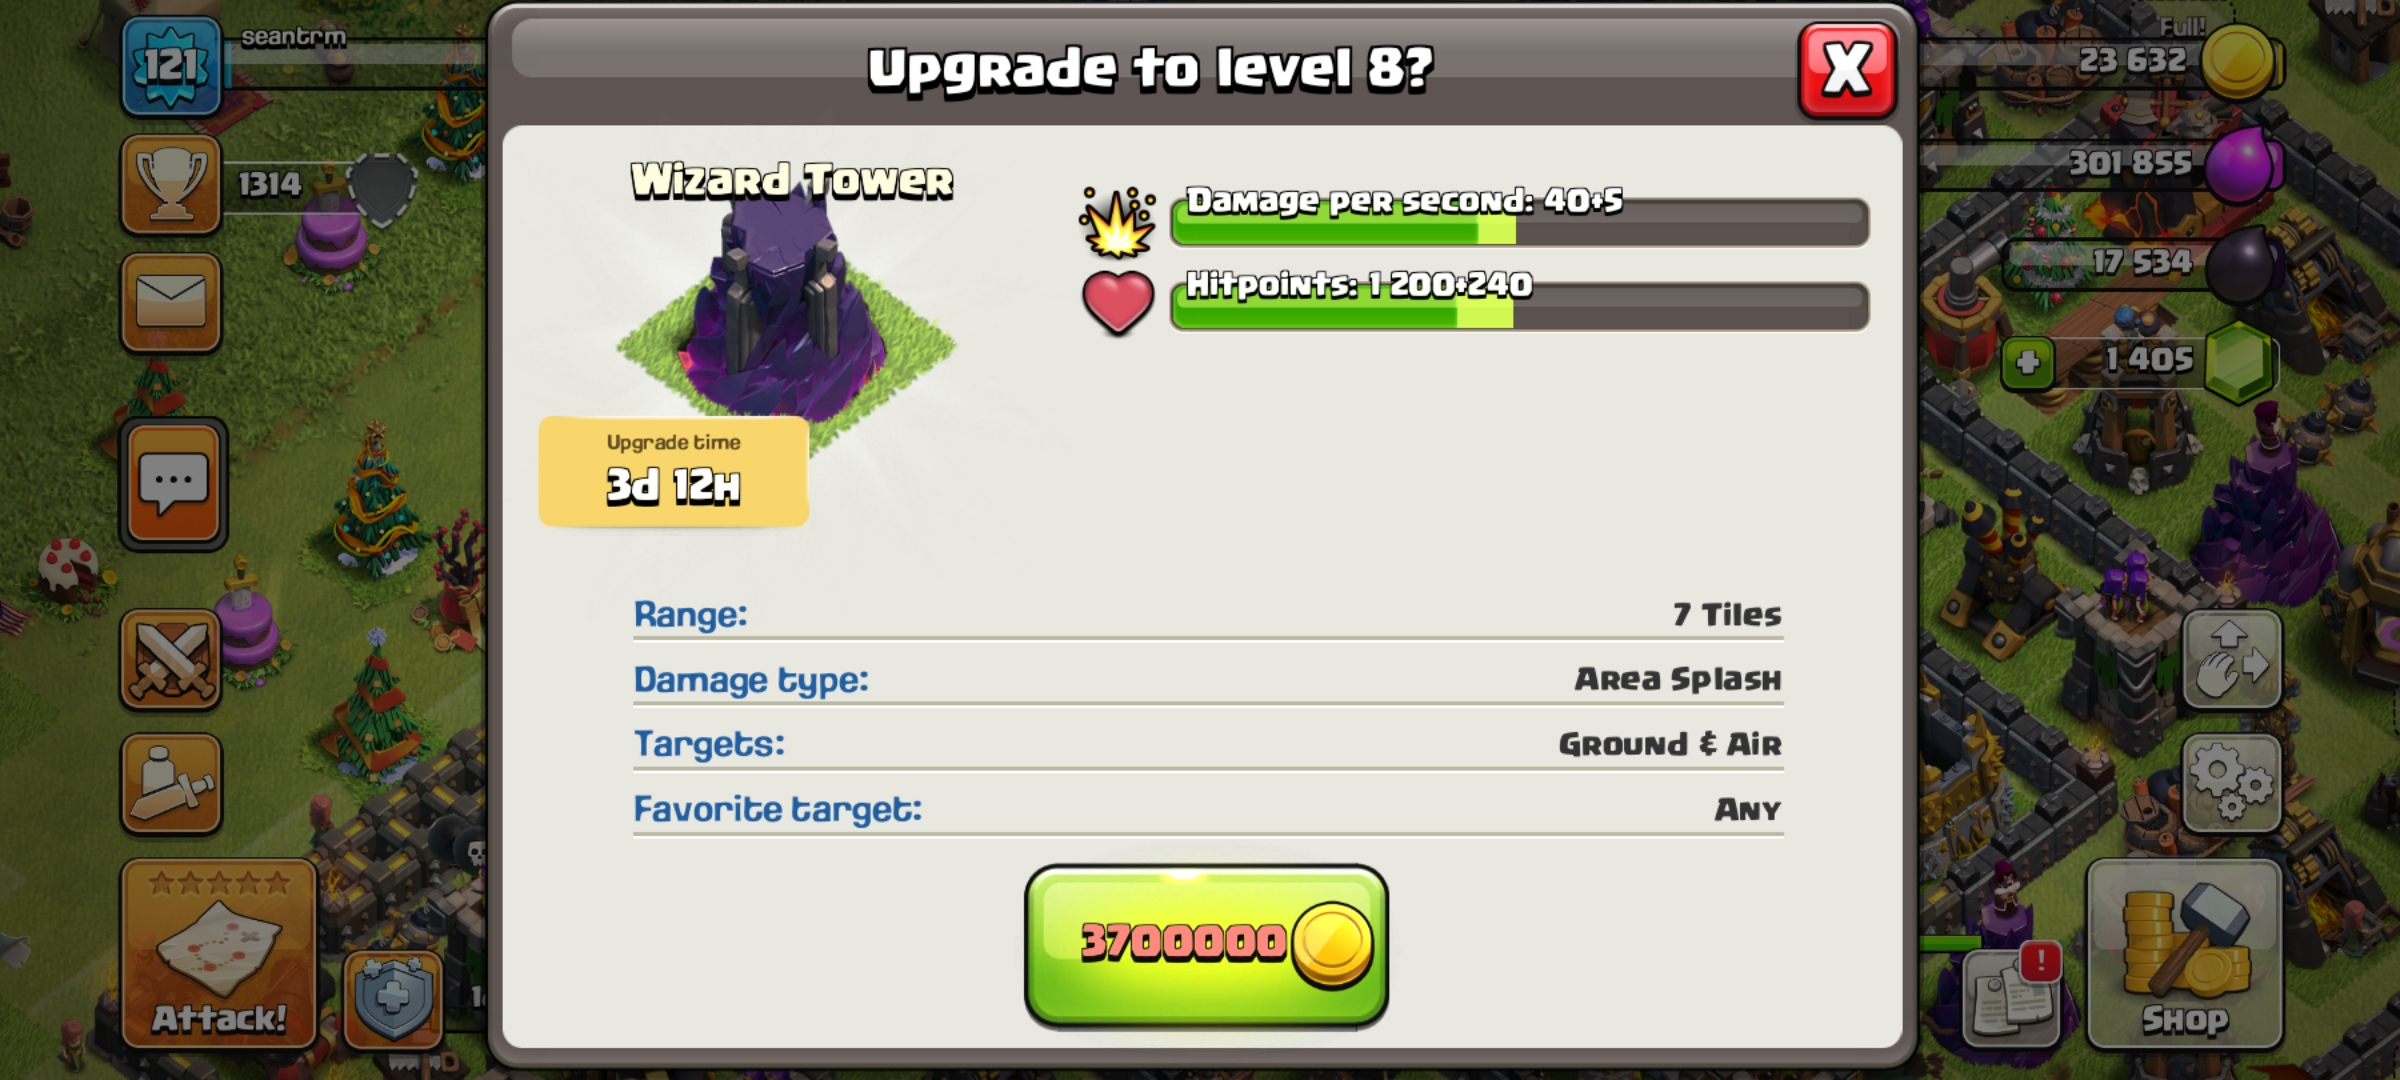 Upgrade to level 8?
X
121
seantrm
1314
Attack!
Wizard Tower
Upgrade time
3d 12H
Damage per second: 40+5
Hitpoints: 1 200+240
Range: 7 Tiles
Damage type: Area Splash
Targets: Ground & Air
Favorite target: Any
3700000
Full!
23 632
301 855
17 534
+
1 405
!
Shop